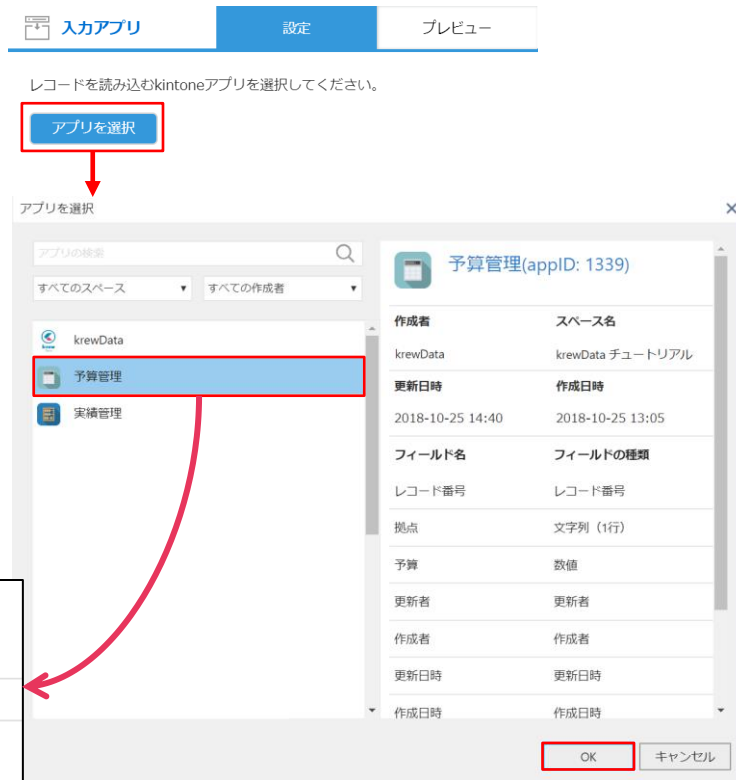 入力アプリ 設定 プレビュー
レコードを読み込むkintoneアプリを選択してください。
アプリを選択
アプリを選択
アプリの検索
すべてのスペース すべての作成者
krewData
予算管理
実績管理
予算管理(appID: 1339)
作成者 スペース名
krewData krewData チュートリアル
更新日時 作成日時
2018-10-25 14:40 2018-10-25 13:05
フィールド名 フィールドの種類
レコード番号 レコード番号
拠点 文字列（1行）
予算 数値
更新者 更新者
作成者 作成者
更新日時 更新日時
作成日時 作成日時
OK キャンセル